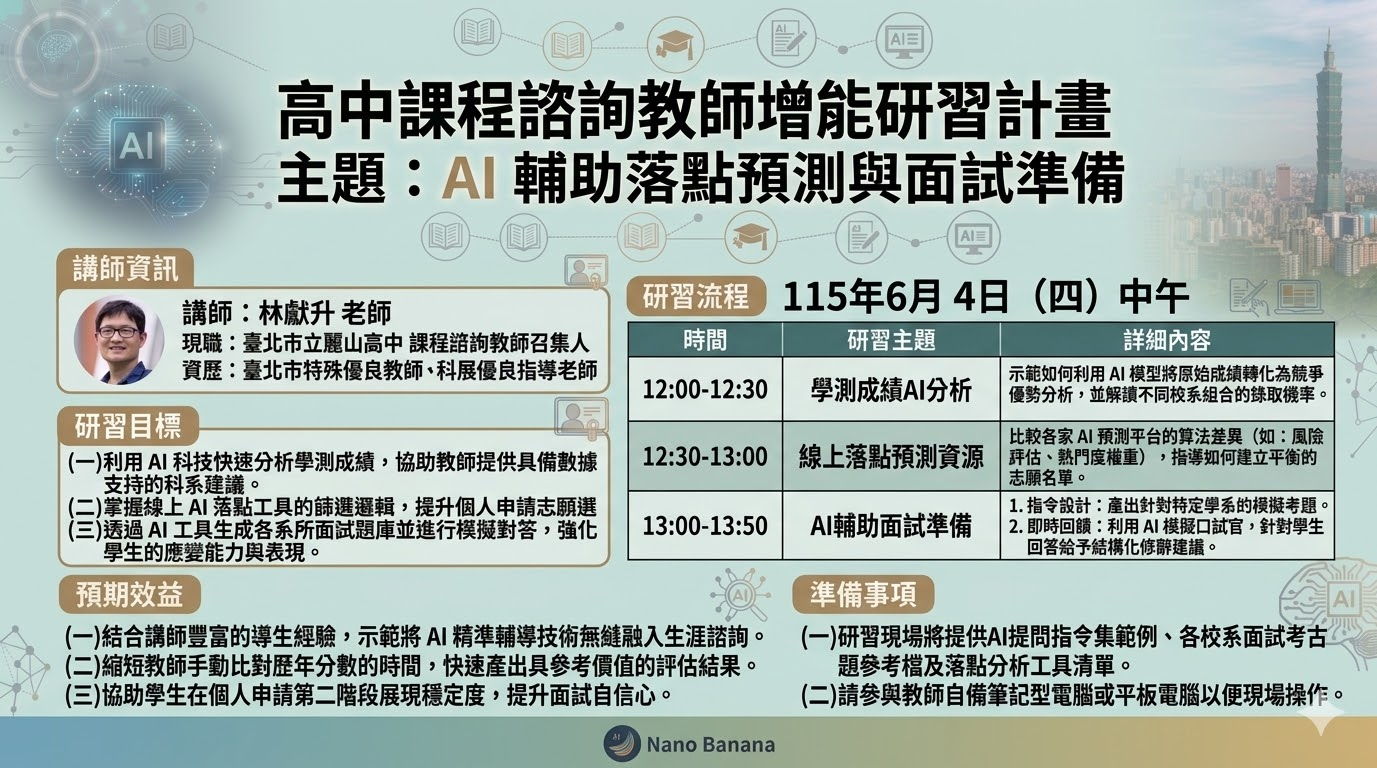 高中課程諮詢教師增能研習計畫
主題：AI 輔助落點預測與面試準備
AI
AI
AI
AI
講師資訊
講師：林獻升 老師
現職：臺北市立麗山高中 課程諮詢教師召集人
資歷：臺北市特殊優良教師、科展優良指導老師
研習目標
(一)利用 AI 科技快速分析學測成績，協助教師提供具備數據
支持的科系建議。
(二)掌握線上 AI 落點工具的篩選邏輯，提升個人申請志願選
(三)透過 AI 工具生成各系所面試題庫並進行模擬對答，強化
學生的應變能力與表現。
研習流程 115年6月 4日（四）中午
時間 研習主題 詳細內容
12:00-12:30 學測成績AI分析 示範如何利用 AI 模型將原始成績轉化為競爭
優勢分析，並解讀不同校系組合的錄取機率。
12:30-13:00 線上落點預測資源 比較各家 AI 預測平台的算法差異（如：風險
評估、熱門度權重），指導如何建立平衡的
志願名單。
13:00-13:50 AI輔助面試準備 1. 指令設計：產出針對特定學系的模擬考題。
2. 即時回饋：利用 AI 模擬口試官，針對學生
回答給予結構化修辭建議。
預期效益
AI
(一)結合講師豐富的導生經驗，示範將 AI 精準輔導技術無縫融入生涯諮詢。
(二)縮短教師手動比對歷年分數的時間，快速產出具參考價值的評估結果。
(三)協助學生在個人申請第二階段展現穩定度，提升面試自信心。
準備事項
AI
(一)研習現場將提供AI提問指令集範例、各校系面試考古
題參考檔及落點分析工具清單。
(二)請參與教師自備筆記型電腦或平板電腦以便現場操作。
AI
Nano Banana